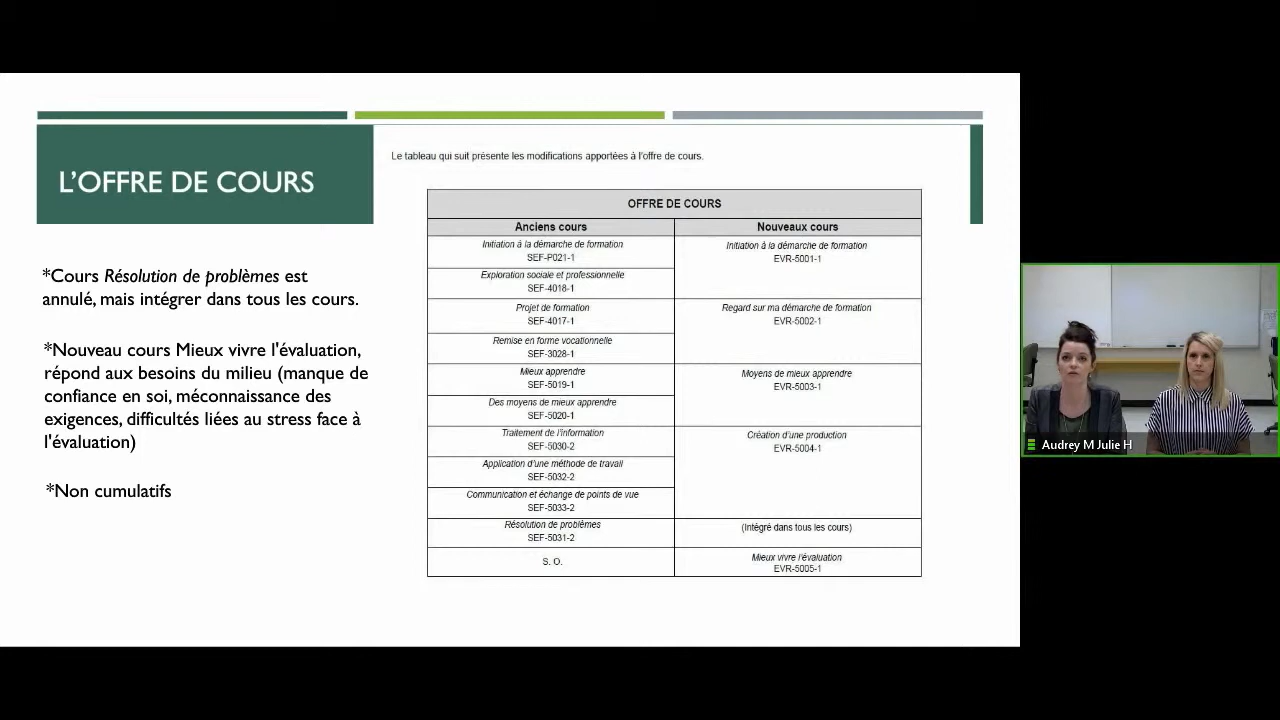 L'OFFRE DE COURS
*Cours Résolution de problèmes est
annulé, mais intégrer dans tous les cours.
*Nouveau cours Mieux vivre l'évaluation,
répond aux besoins du milieu (manque de
confiance en soi, méconnaissance des
exigences, difficultés liées au stress face à
l'évaluation)
*Non cumulatifs
Le tableau qui suit présente les modifications apportées à l'offre de cours.
OFFRE DE COURS
Anciens cours
Nouveaux cours
Initiation à la démarche de formation
SEF-P021-1
Initiation à la démarche de formation
EVR-5001-1
Exploration sociale et professionnelle
SEF-4018-1
Projet de formation
SEF-4017-1
Regard sur ma démarche de formation
EVR-5002-1
Remise en forme vocationnelle
SEF-3028-1
Mieux apprendre
SEF-5019-1
Moyens de mieux apprendre
EVR-5003-1
Des moyens de mieux apprendre
SEF-5020-1
Traitement de l'information
SEF-5030-2
Création d'une production
EVR-5004-1
Application d'une méthode de travail
SEF-5032-2
Communication et échange de points de vue
SEF-5033-2
Résolution de problèmes
SEF-5031-2
(Intégré dans tous les cours)
S. O.
Mieux vivre l'évaluation
EVR-5005-1
Audrey M Julie H